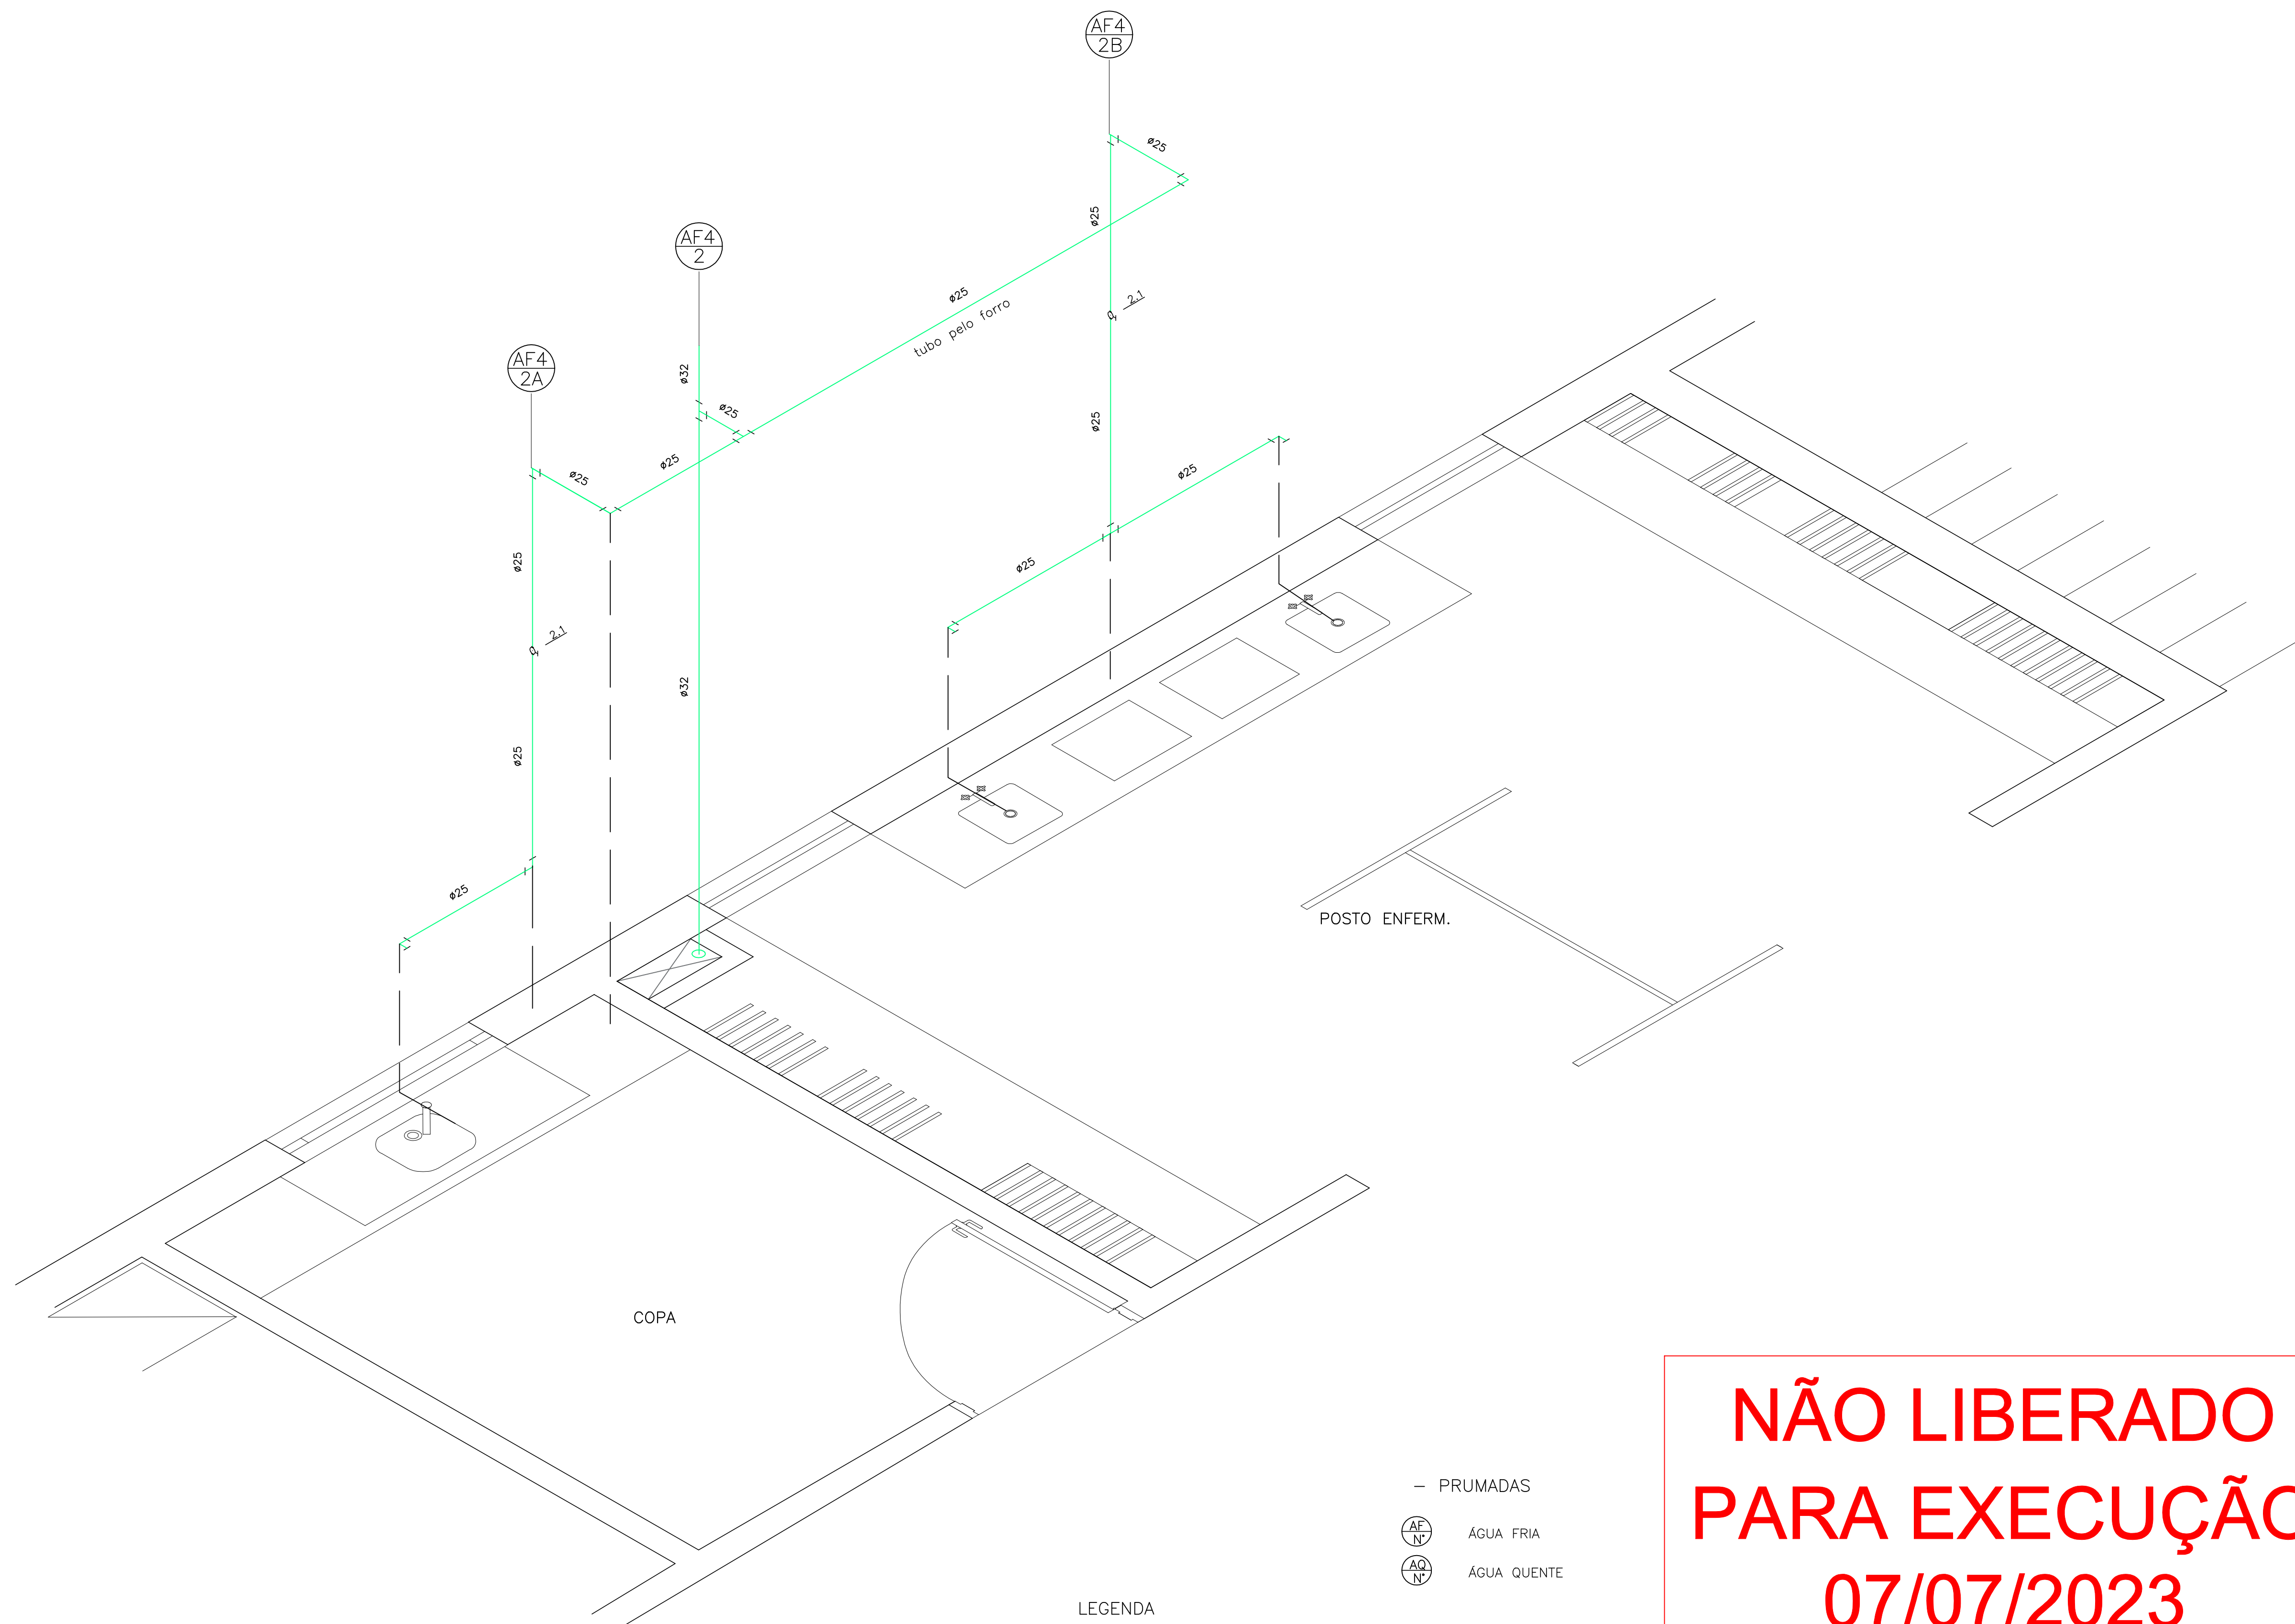 AF4
2B
ø25
ø25
AF4
2
ø25
tubo pelo forro
2.1
AF4
2A
ø32
ø25
ø25
ø25
ø25
ø25
ø25
ø25
2.1
ø32
ø25
ø25
POSTO ENFERM.
COPA
NÃO LIBERADO
PARA EXECUÇÃO
07/07/2023
– PRUMADAS
AF
N°
ÁGUA FRIA
AQ
N°
ÁGUA QUENTE
LEGENDA